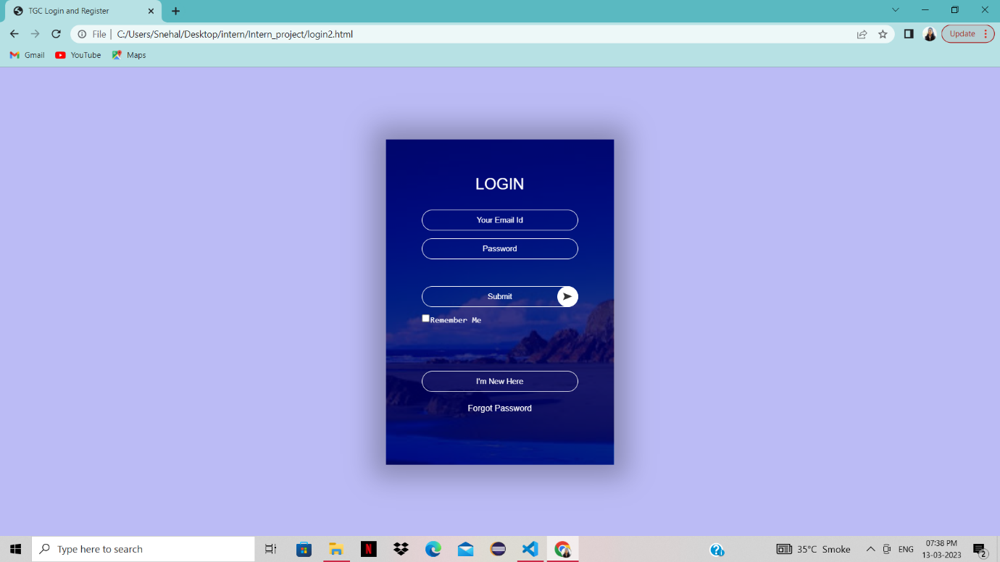 TGC Login and Register
File | C:/Users/Snehal/Desktop/intern/Intern_project/login2.html
Update
Gmail YouTube Maps
LOGIN
Your Email Id
Password
Submit
Remember Me
I'm New Here
Forgot Password
Type here to search
N
35°C Smoke
ENG
07:38 PM
13-03-2023
2